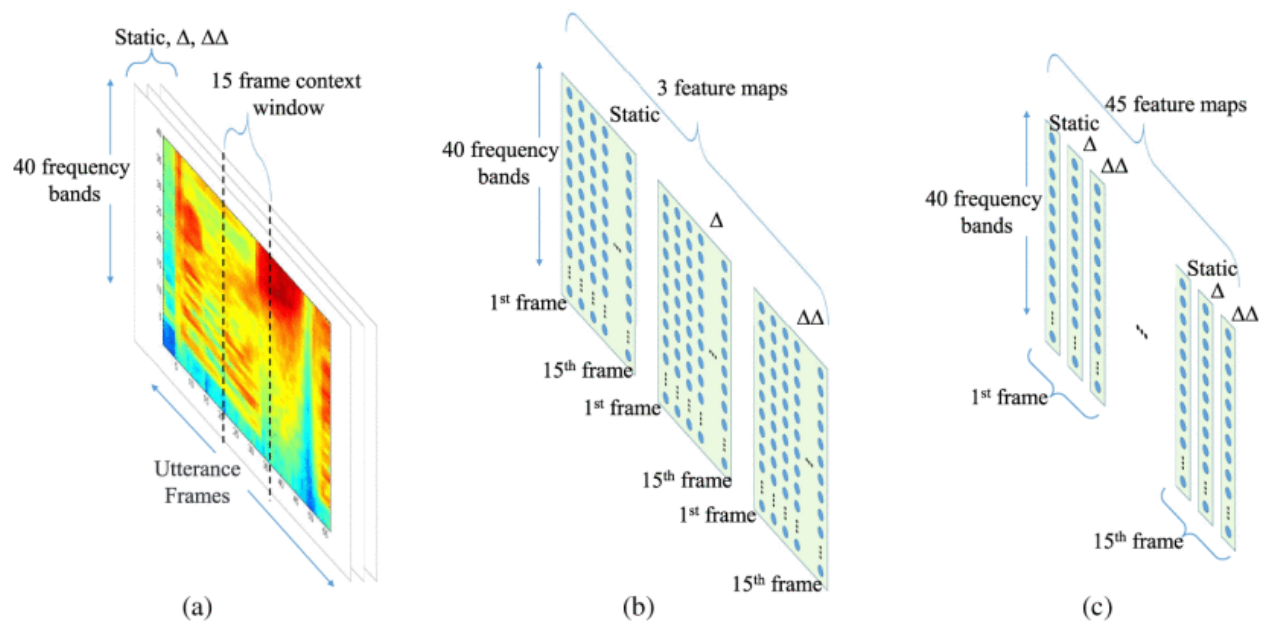 Static, Δ, ΔΔ
15 frame context
window
40 frequency
bands
Utterance
Frames
(a)
3 feature maps
Static
40 frequency
bands
Δ
ΔΔ
1st frame
15th frame
1st frame
15th frame
1st frame
15th frame
(b)
45 feature maps
Static
Δ
ΔΔ
40 frequency
bands
1st frame
Static
Δ
ΔΔ
15th frame
(c)